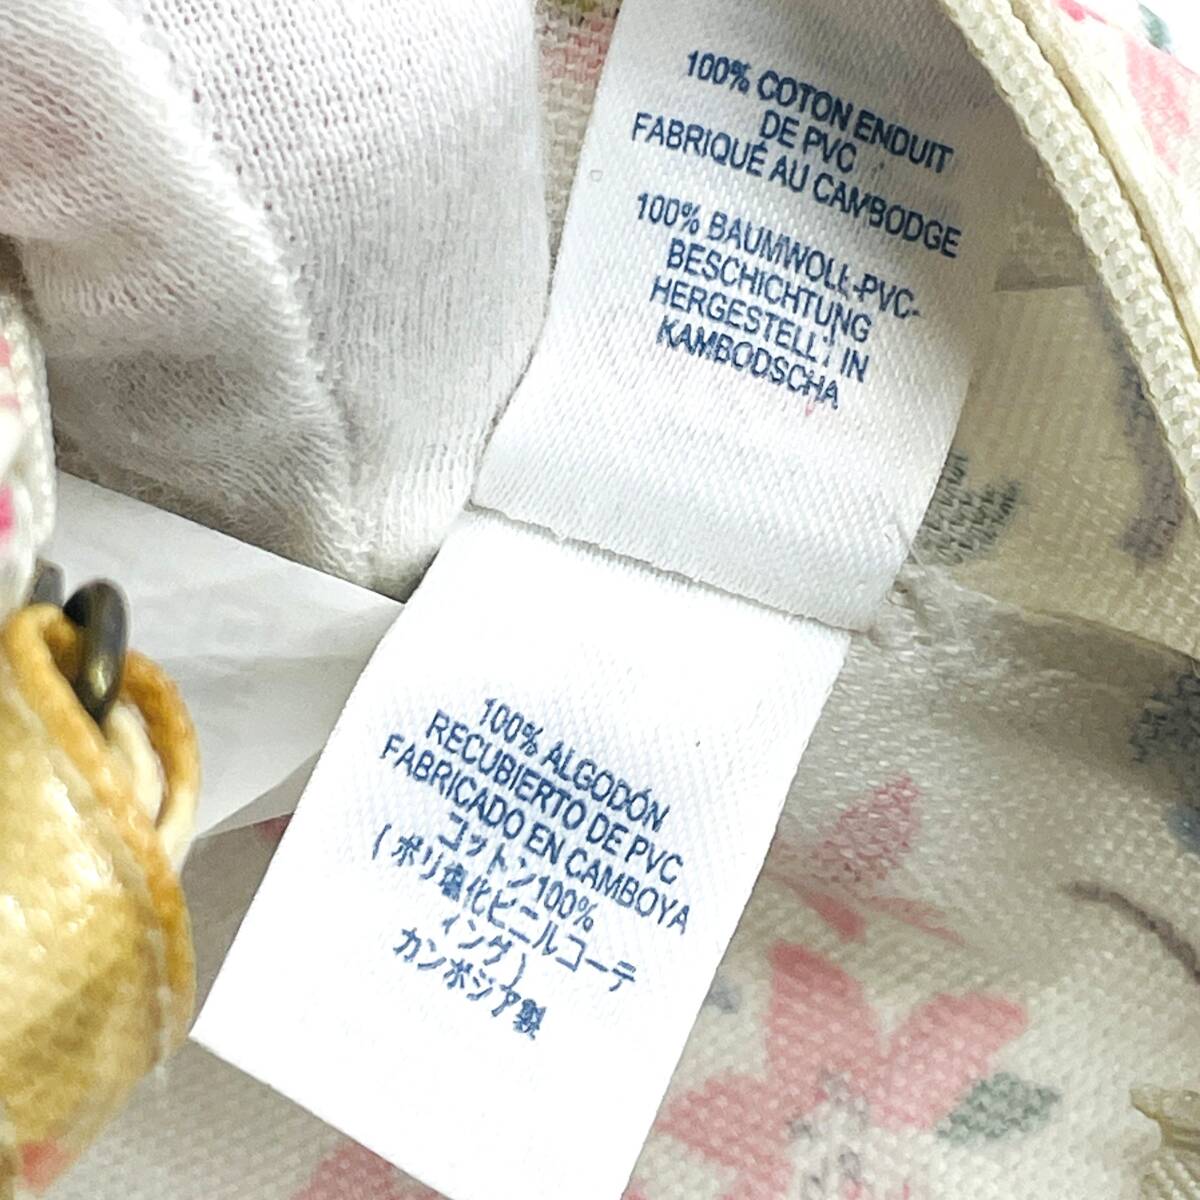 100% COTON ENDUIT
DE PVC
FABRIQUÉ AU CAMBODGE
100% BAUMWOLL-PVC-
BESCHICHTUNG
HERGESTELLT IN
KAMBODSCHA
100% ALGODÓN
RECUBIERTO DE PVC
FABRICADO EN CAMBOYA
コットン100%
(ポリ塩化ビニルコーテ
ィング)
カンボジア製